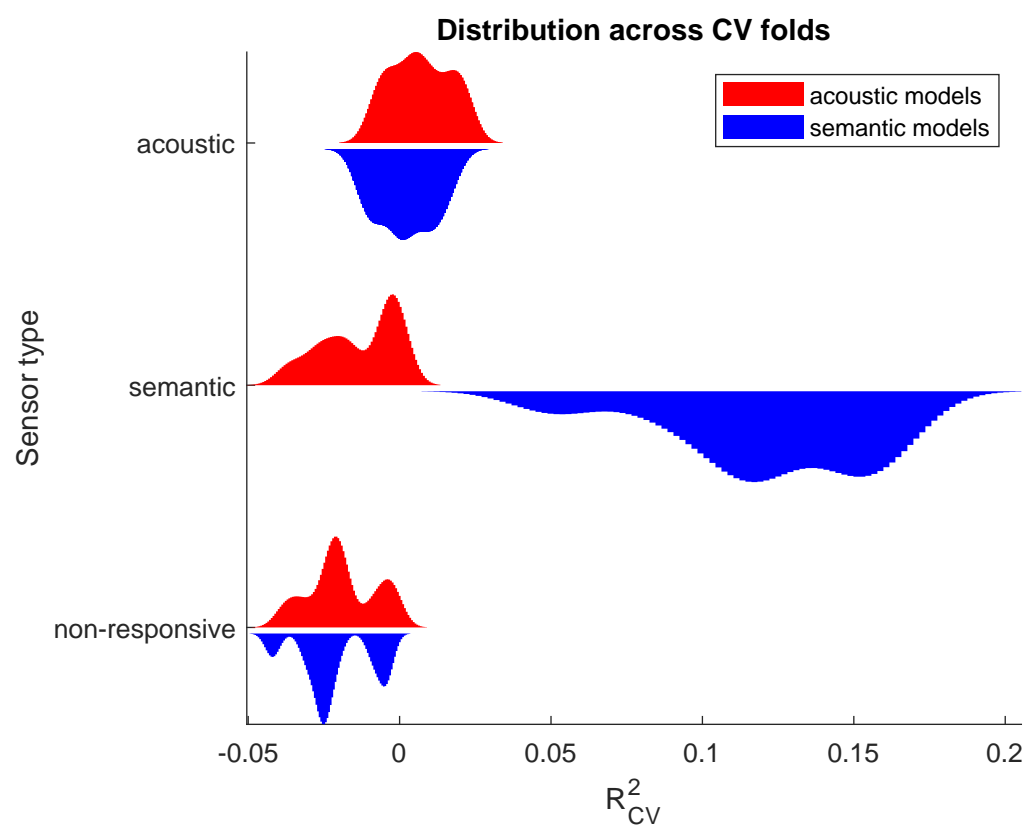 Distribution across CV folds
acoustic models
semantic models
acoustic
semantic
non-responsive
Sensor type
-0.05 0 0.05 0.1 0.15 0.2
R²CV